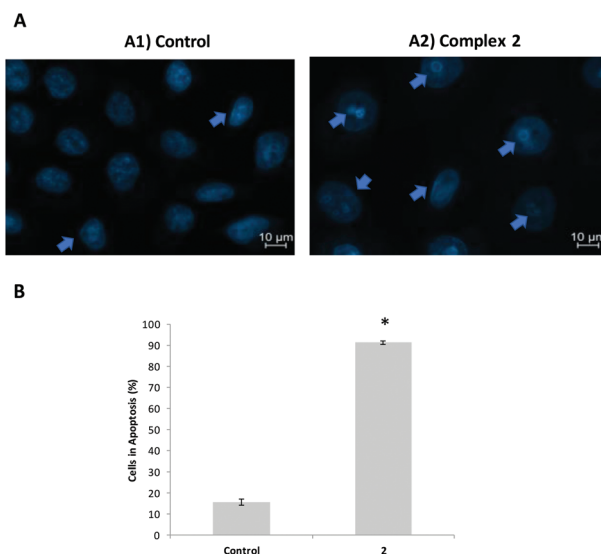 A
A1) Control
A2) Complex 2
10 µm
10 µm
B
*
100
90
80
70
60
50
40
30
20
10
0
Cells in Apoptosis (%)
Control
2